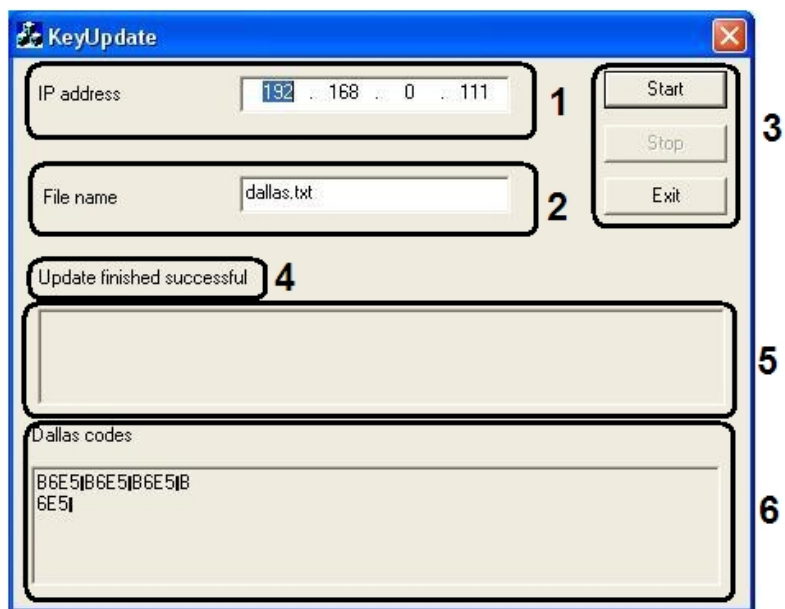 KeyUpdate
IP address 192 . 168 . 0 . 111
1
Start
Stop
Exit
3
File name dallas.txt
2
Update finished successful
4
5
Dallas codes
B6E5|B6E5|B6E5|B
6E5|
6